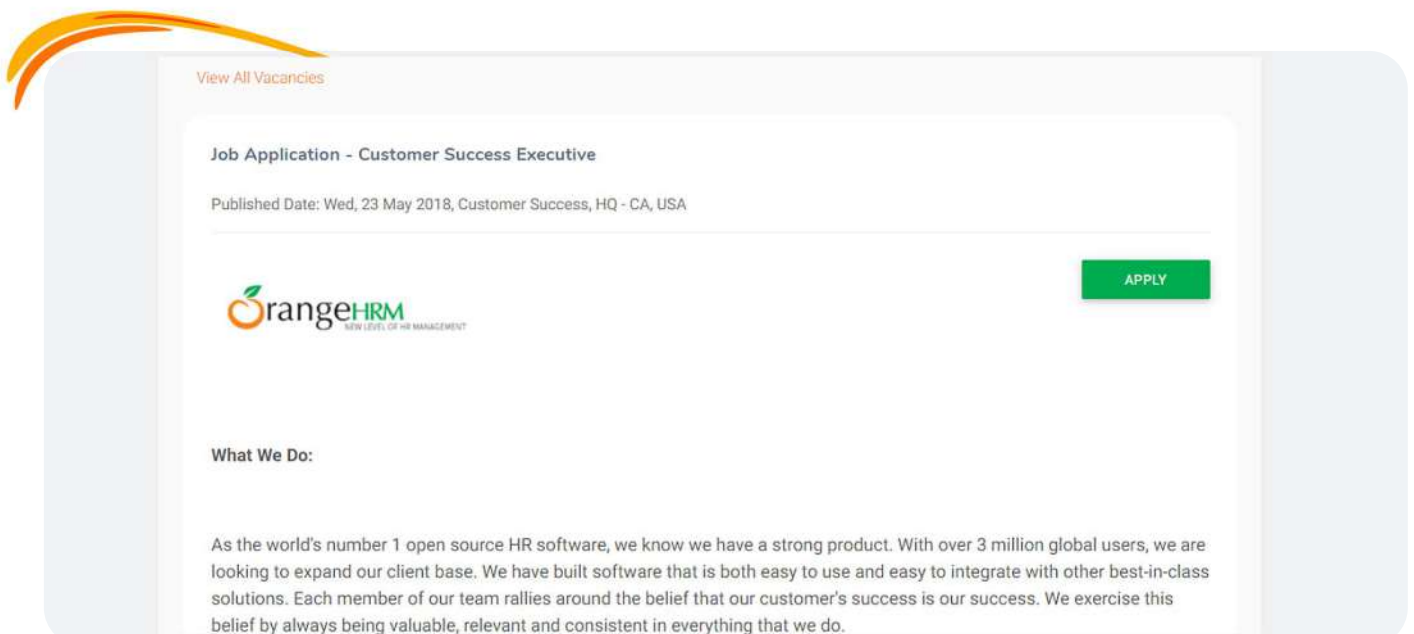 View All Vacancies
Job Application - Customer Success Executive
Published Date: Wed, 23 May 2018, Customer Success, HQ - CA, USA
APPLY
OrangeHRM
NEW LEVEL OF HR MANAGEMENT
What We Do:
As the world's number 1 open source HR software, we know we have a strong product. With over 3 million global users, we are
looking to expand our client base. We have built software that is both easy to use and easy to integrate with other best-in-class
solutions. Each member of our team rallies around the belief that our customer's success is our success. We exercise this
belief by always being valuable, relevant and consistent in everything that we do.